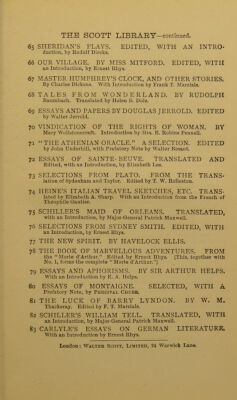 THE SCOTT LIBRARY—continued.
65 SHERIDAN'S PLAYS. EDITED, WITH AN INTRO-
duction, by Rudolf Dircks.
66 OUR VILLAGE. BY MISS MITFORD. EDITED, WITH
an Introduction, by Ernest Rhys.
67 MASTER HUMPHREY'S CLOCK, AND OTHER STORIES.
By Charles Dickens. With Introduction by Frank T. Marzials.
68 TALES FROM WONDERLAND. BY RUDOLPH
Baumbach. Translated by Helen B. Dole.
69 ESSAYS AND PAPERS BY DOUGLAS JERROLD. EDITED
by Walter Jerrold.
70 VINDICATION OF THE RIGHTS OF WOMAN. BY
Mary Wollstonecraft. Introduction by Mrs. E. Robins Pennell.
71 "THE ATHENIAN ORACLE." A SELECTION. EDITED
by John Underhill, with Prefatory Note by Walter Besant.
72 ESSAYS OF SAINTE-BEUVE. TRANSLATED AND
Edited, with an Introduction, by Elizabeth Lee.
73 SELECTIONS FROM PLATO. FROM THE TRANS-
lation of Sydenham and Taylor. Edited by T. W. Rolleston.
74 HEINE'S ITALIAN TRAVEL SKETCHES, ETC. TRANS-
lated by Elizabeth A. Sharp. With an Introduction from the French of
Theophile Gautier.
75 SCHILLER'S MAID OF ORLEANS. TRANSLATED,
with an Introduction, by Major-General Patrick Maxwell.
76 SELECTIONS FROM SYDNEY SMITH. EDITED, WITH
an Introduction, by Ernest Rhys.
77 THE NEW SPIRIT. BY HAVELOCK ELLIS.
78 THE BOOK OF MARVELLOUS ADVENTURES. FROM
the "Morte d'Arthur." Edited by Ernest Rhys. [This, together with
No. 1, forms the complete "Morte d'Arthur."]
79 ESSAYS AND APHORISMS. BY SIR ARTHUR HELPS.
With an Introduction by E. A. Helps.
80 ESSAYS OF MONTAIGNE. SELECTED, WITH A
Prefatory Note, by Percival Chubb.
81 THE LUCK OF BARRY LYNDON. BY W. M.
Thackeray. Edited by F. T. Marzials.
82 SCHILLER'S WILLIAM TELL. TRANSLATED, WITH
an Introduction, by Major-General Patrick Maxwell.
83 CARLYLE'S ESSAYS ON GERMAN LITERATURE.
With an Introduction by Ernest Rhys.
London: WALTER SCOTT, LIMITED, 24 Warwick Lane.